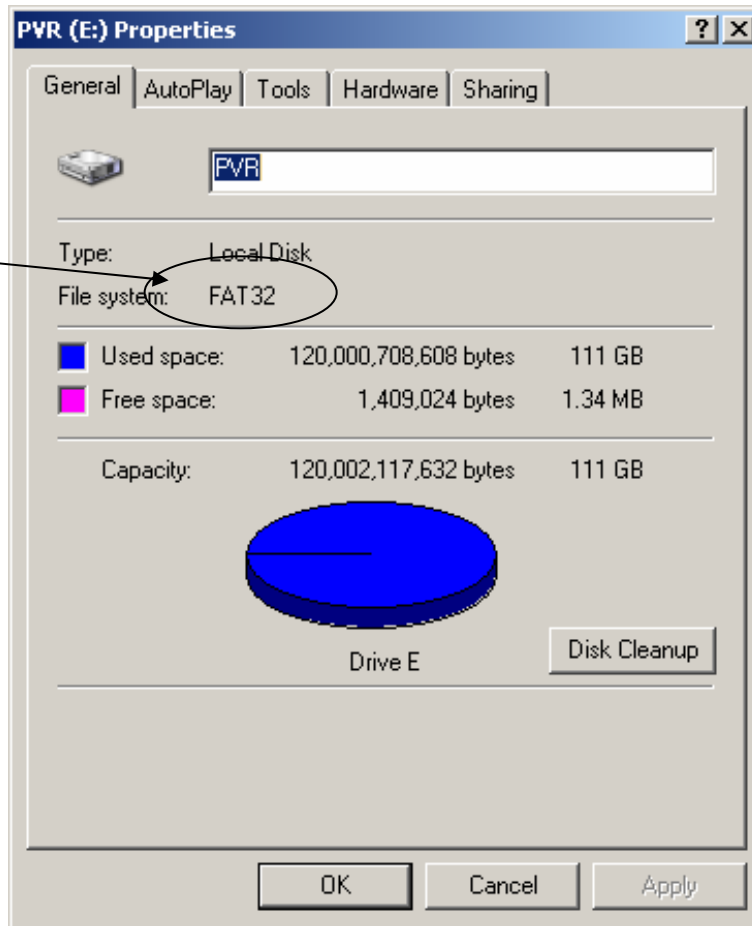 PVR (E:) Properties
General AutoPlay Tools Hardware Sharing
PVR
Type: Local Disk
File system: FAT32
Used space: 120,000,708,608 bytes 111 GB
Free space: 1,409,024 bytes 1.34 MB
Capacity: 120,002,117,632 bytes 111 GB
Drive E
Disk Cleanup
OK Cancel Apply